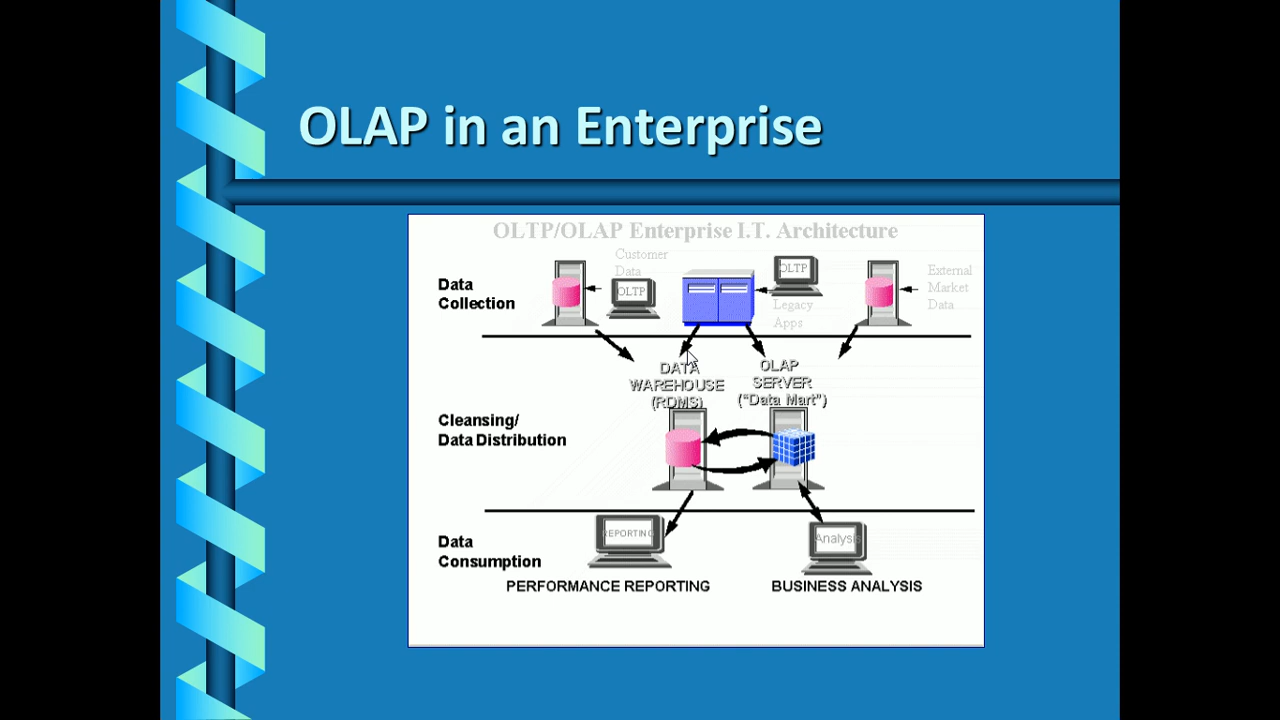 OLAP in an Enterprise
OLTP/OLAP Enterprise I.T. Architecture
Data
Collection
Customer
Data
OLTP
OLTP
Legacy
Apps
External
Market
Data
DATA
WAREHOUSE
(RDMS)
OLAP
SERVER
("Data Mart")
Cleansing/
Data Distribution
Data
Consumption
REPORTING
Analysis
PERFORMANCE REPORTING
BUSINESS ANALYSIS